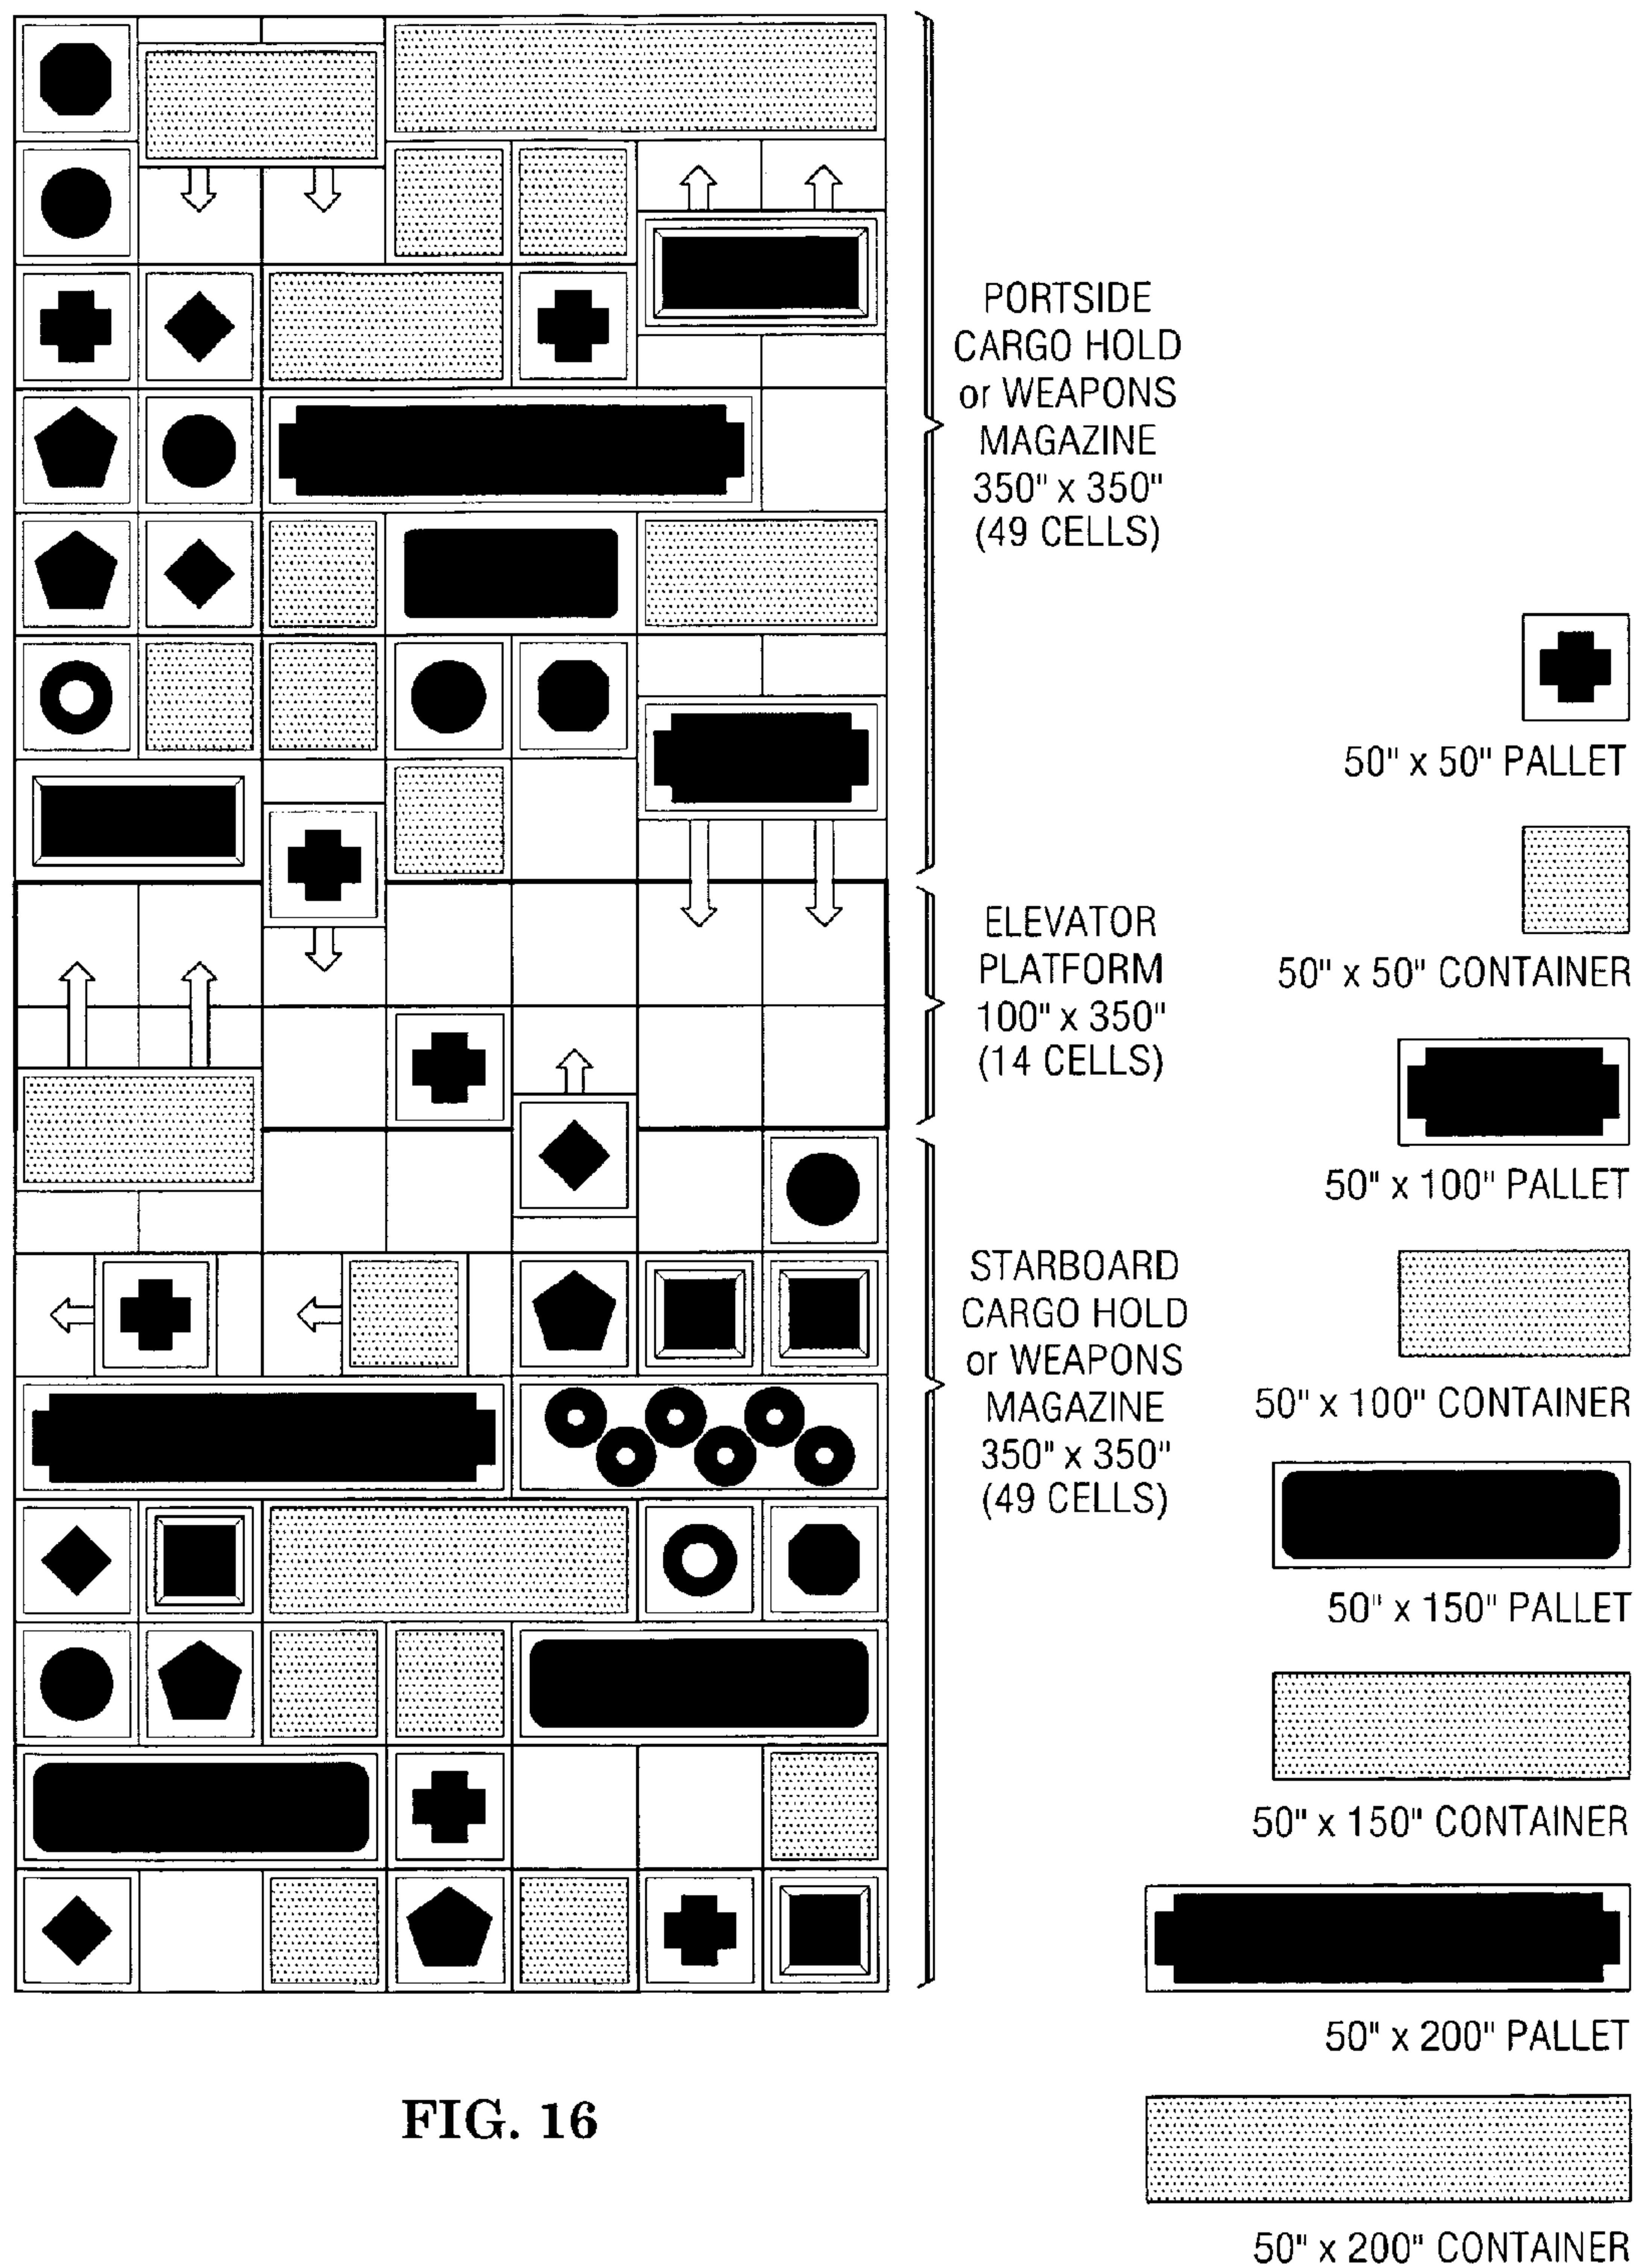 PORTSIDE
CARGO HOLD
or WEAPONS
MAGAZINE
350" x 350"
(49 CELLS)
ELEVATOR
PLATFORM
100" x 350"
(14 CELLS)
STARBOARD
CARGO HOLD
or WEAPONS
MAGAZINE
350" x 350"
(49 CELLS)
50" x 50" PALLET
50" x 50" CONTAINER
50" x 100" PALLET
50" x 100" CONTAINER
50" x 150" PALLET
50" x 150" CONTAINER
50" x 200" PALLET
50" x 200" CONTAINER
FIG. 16